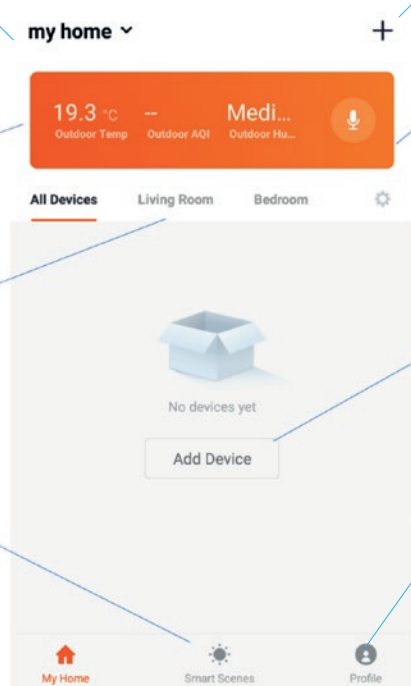 my home
19.3 °C -- Medi...
Outdoor Temp Outdoor AQI Outdoor Hu...
All Devices Living Room Bedroom
No devices yet
Add Device
My Home Smart Scenes Profile